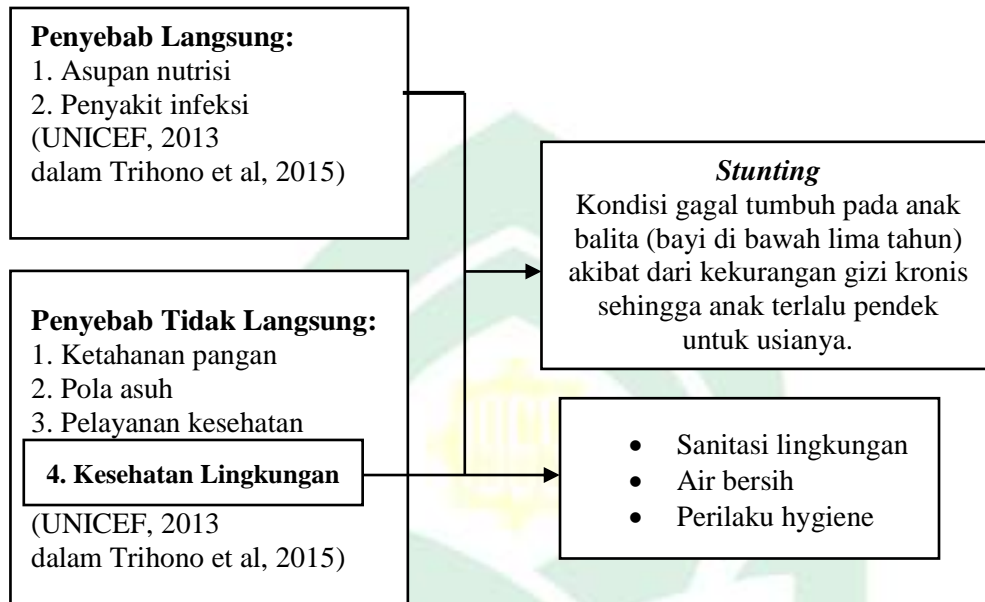 Penyebab Langsung:
1. Asupan nutrisi
2. Penyakit infeksi
(UNICEF, 2013
dalam Trihono et al, 2015)
Stunting
Kondisi gagal tumbuh pada anak
balita (bayi di bawah lima tahun)
akibat dari kekurangan gizi kronis
sehingga anak terlalu pendek
untuk usianya.
Penyebab Tidak Langsung:
1. Ketahanan pangan
2. Pola asuh
3. Pelayanan kesehatan
4. Kesehatan Lingkungan
(UNICEF, 2013
dalam Trihono et al, 2015)
• Sanitasi lingkungan
• Air bersih
• Perilaku hygiene